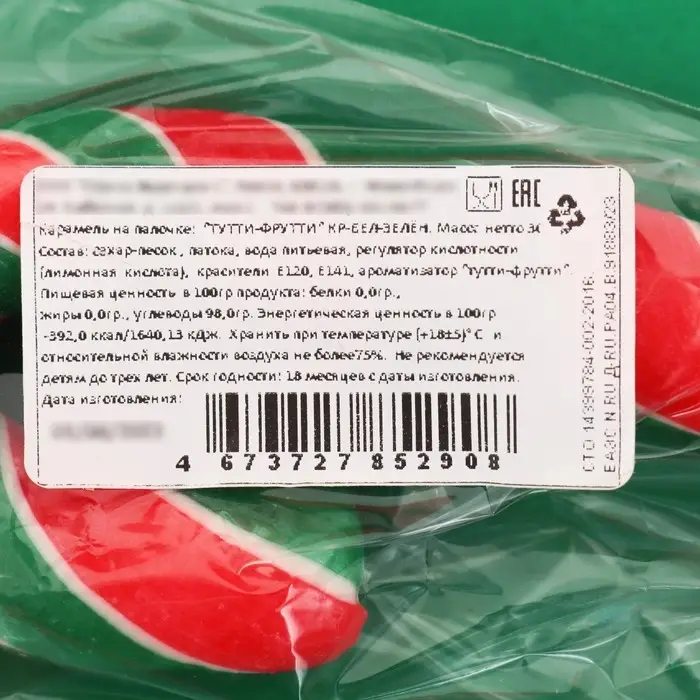 EAC
Карамель на палочке: "ТУТТИ-ФРУТТИ" КР-БЕЛ-ЗЕЛЁН. Масса нетто 30
Состав: сахар-песок, патока, вода питьевая, регулятор кислотности
(лимонная кислота), красители Е120, Е141, ароматизатор "тутти-фрутти".
Пищевая ценность в 100гр продукта: белки 0,0гр.,
жиры 0,0гр., углеводы 98,0гр. Энергетическая ценность в 100гр
-392,0 ккал/1640,13 кДж. Хранить при температуре (+18±5)°С и
относительной влажности воздуха не более75%. Не рекомендуется
детям до трех лет. Срок годности: 18 месяцев с даты изготовления.
Дата изготовления:
4 673727 852908
СТО 14399784-002-2016.
ЕАЭС N RU Д-RU.РА04.В.91883/23